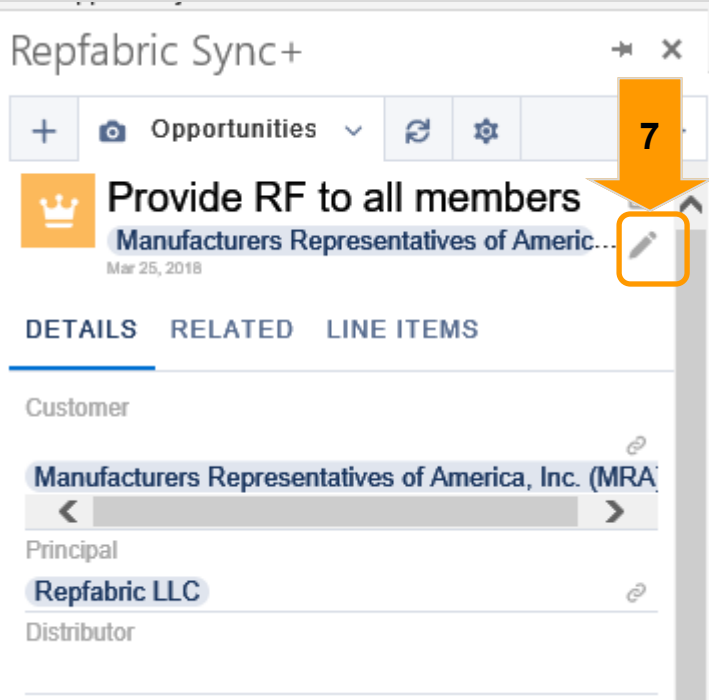 Repfabric Sync+
Opportunities
7
Provide RF to all members
Manufacturers Representatives of Americ...
Mar 25, 2018
DETAILS RELATED LINE ITEMS
Customer
Manufacturers Representatives of America, Inc. (MRA)
Principal
Repfabric LLC
Distributor